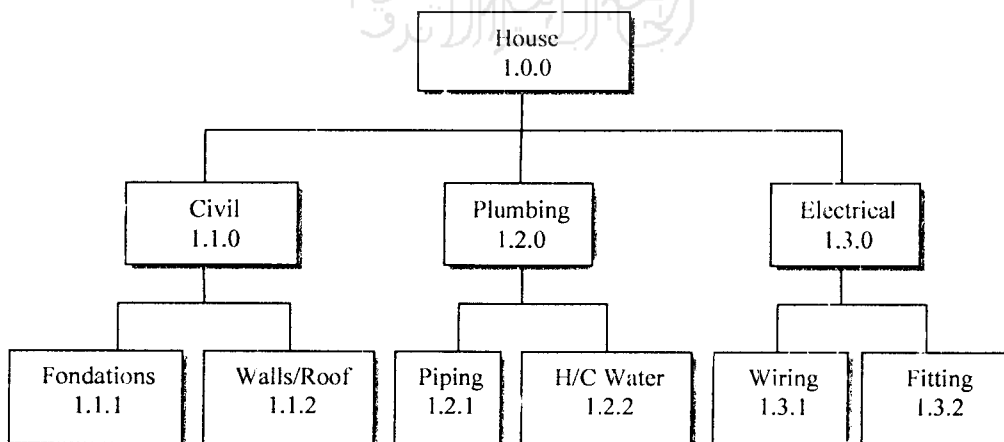 House
1.0.0
Civil
1.1.0
Plumbing
1.2.0
Electrical
1.3.0
Fondations
1.1.1
Walls/Roof
1.1.2
Piping
1.2.1
H/C Water
1.2.2
Wiring
1.3.1
Fitting
1.3.2